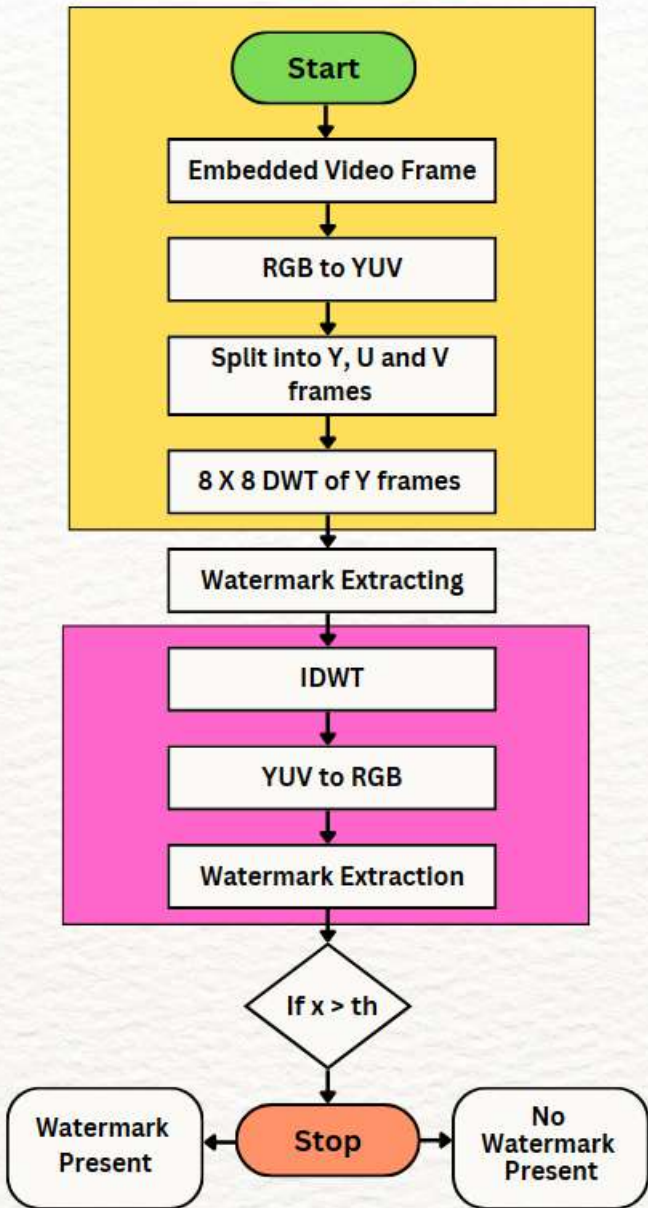 Start
Embedded Video Frame
RGB to YUV
Split into Y, U and V
frames
8 X 8 DWT of Y frames
Watermark Extracting
IDWT
YUV to RGB
Watermark Extraction
If x > th
Watermark
Present
Stop
No
Watermark
Present